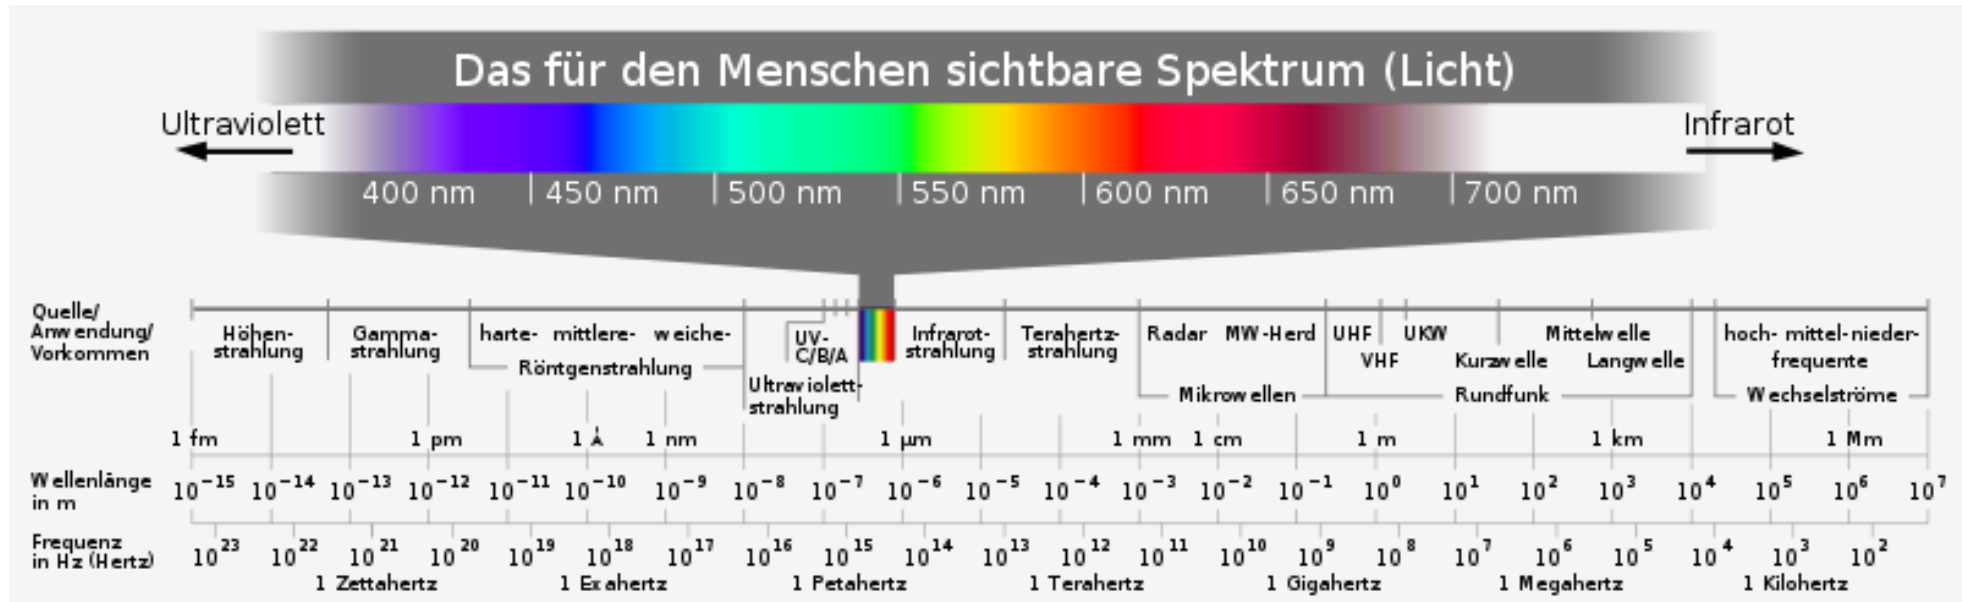 Das für den Menschen sichtbare Spektrum (Licht)
Ultraviolett
Infrarot
400 nm 450 nm 500 nm 550 nm 600 nm 650 nm 700 nm
Quelle/
Anwendung/
Vorkommen
Höhen-
strahlung
Gamma-
strahlung
harte- mittlere- weiche-
Röntgenstrahlung
UV-
C/B/A
Ultraviolett-
strahlung
Infrarot-
strahlung
Terahertz-
strahlung
Radar MW-Herd
Mikrowellen
UHF UKW Mittelwelle
VHF Kurzwelle Langwelle
Rundfunk
hoch- mittel-nieder-
frequente
Wechselströme
1 fm 1 pm 1 Å 1 nm 1 µm 1 mm 1 cm 1 m 1 km 1 Mm
Wellenlänge
in m
10⁻¹⁵ 10⁻¹⁴ 10⁻¹³ 10⁻¹² 10⁻¹¹ 10⁻¹⁰ 10⁻⁹ 10⁻⁸ 10⁻⁷ 10⁻⁶ 10⁻⁵ 10⁻⁴ 10⁻³ 10⁻² 10⁻¹ 10⁰ 10¹ 10² 10³ 10⁴ 10⁵ 10⁶ 10⁷
Frequenz
in Hz (Hertz)
10²³ 10²² 10²¹ 10²⁰ 10¹⁹ 10¹⁸ 10¹⁷ 10¹⁶ 10¹⁵ 10¹⁴ 10¹³ 10¹² 10¹¹ 10¹⁰ 10⁹ 10⁸ 10⁷ 10⁶ 10⁵ 10⁴ 10³ 10²
1 Zettahertz 1 Exahertz 1 Petahertz 1 Terahertz 1 Gigahertz 1 Megahertz 1 Kilohertz